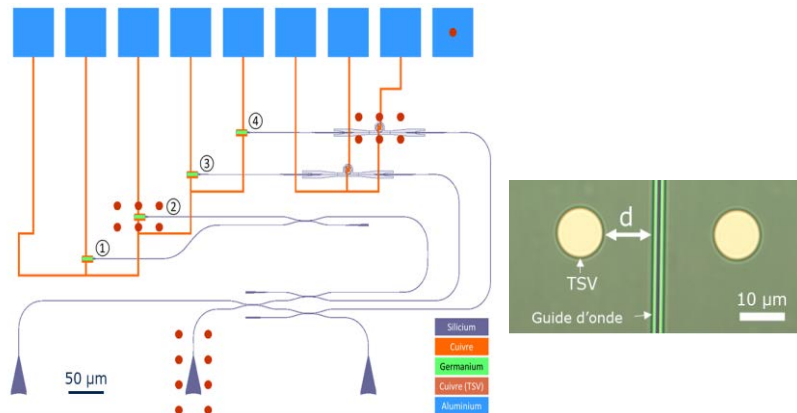 ④
③
②
①
50 µm
Silicium
Cuivre
Germanium
Cuivre (TSV)
Aluminium
d
TSV
Guide d'onde
10 µm